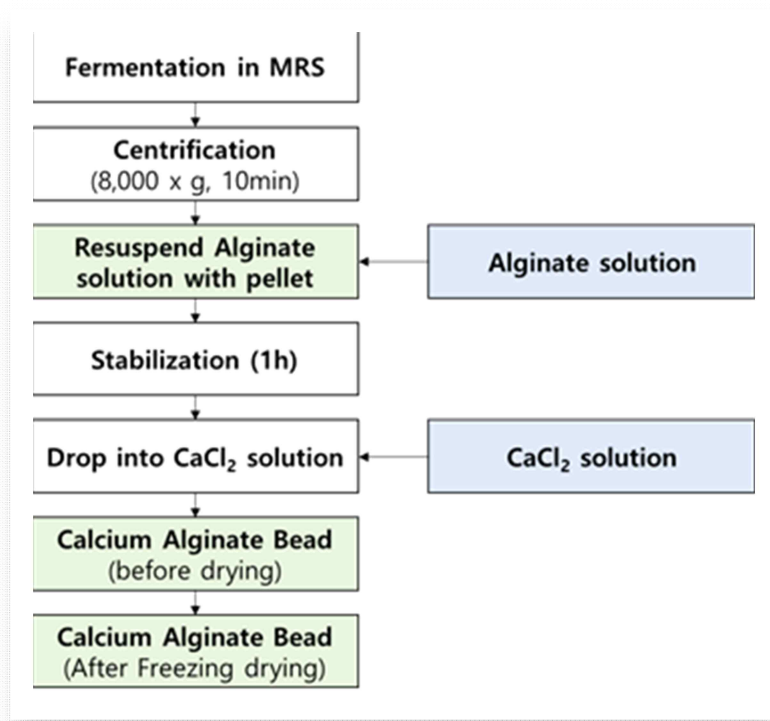 Fermentation in MRS
Centrification
(8,000 x g, 10min)
Resuspend Alginate
solution with pellet
Alginate solution
Stabilization (1h)
Drop into CaCl₂ solution
CaCl₂ solution
Calcium Alginate Bead
(before drying)
Calcium Alginate Bead
(After Freezing drying)